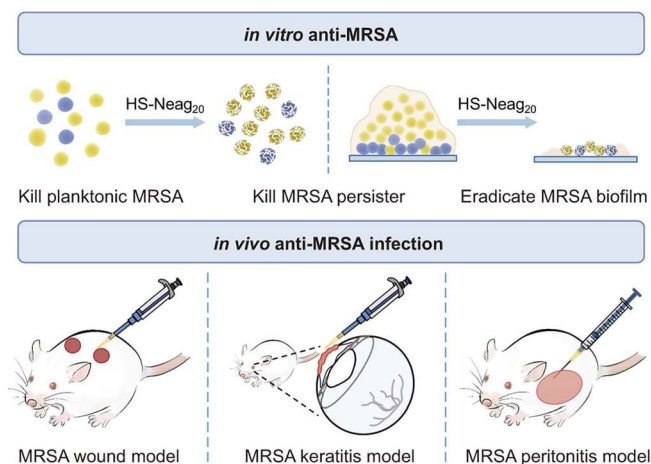 in vitro anti-MRSA
HS-Neag20
HS-Neag20
Kill planktonic MRSA
Kill MRSA persister
Eradicate MRSA biofilm
in vivo anti-MRSA infection
MRSA wound model
MRSA keratitis model
MRSA peritonitis model